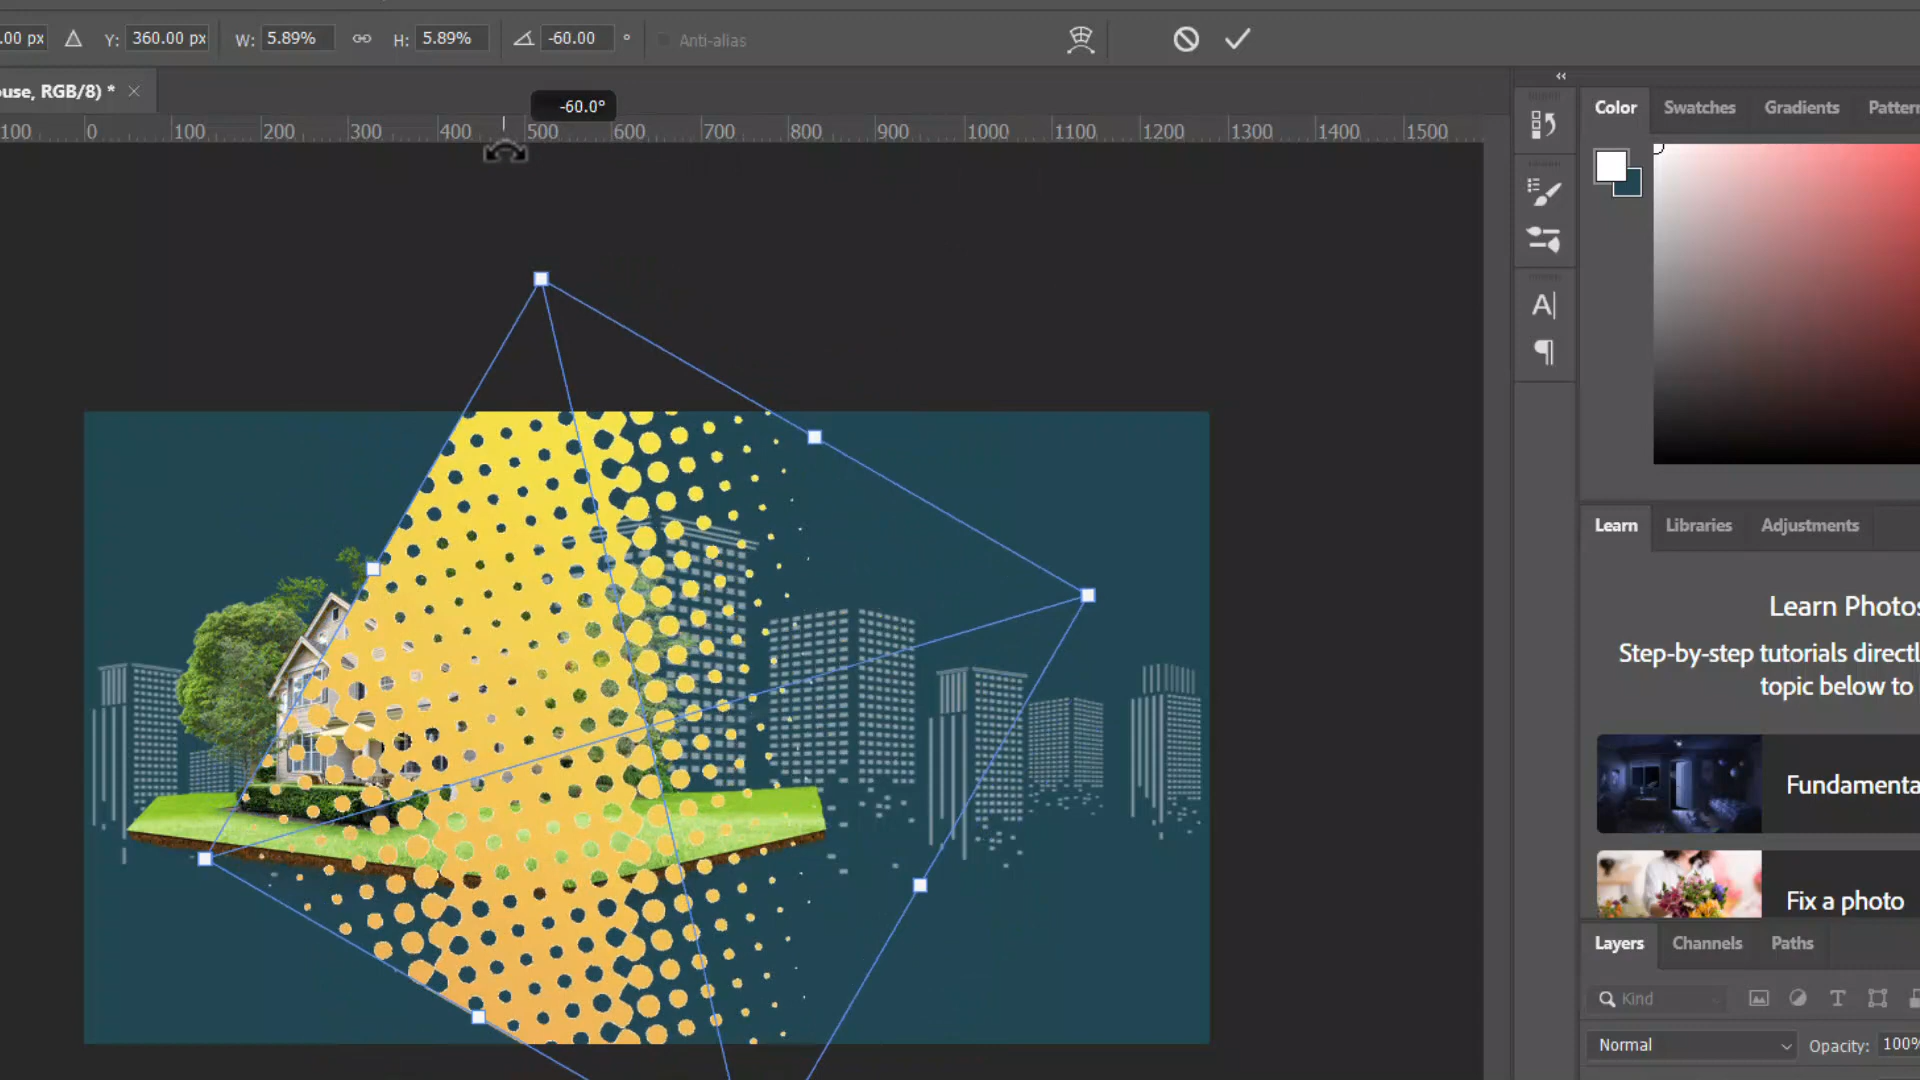 .00 px Y: 360.00 px W: 5.89% H: 5.89% -60.00 ° Anti-alias
ouse, RGB/8) * ×
-60.0°
100 0 100 200 300 400 500 600 700 800 900 1000 1100 1200 1300 1400 1500
Color Swatches Gradients Pattern
A|
Learn Libraries Adjustments
Learn Photos
Step-by-step tutorials directl
topic below to
Fundamenta
Fix a photo
Layers Channels Paths
Kind
Normal Opacity: 100%